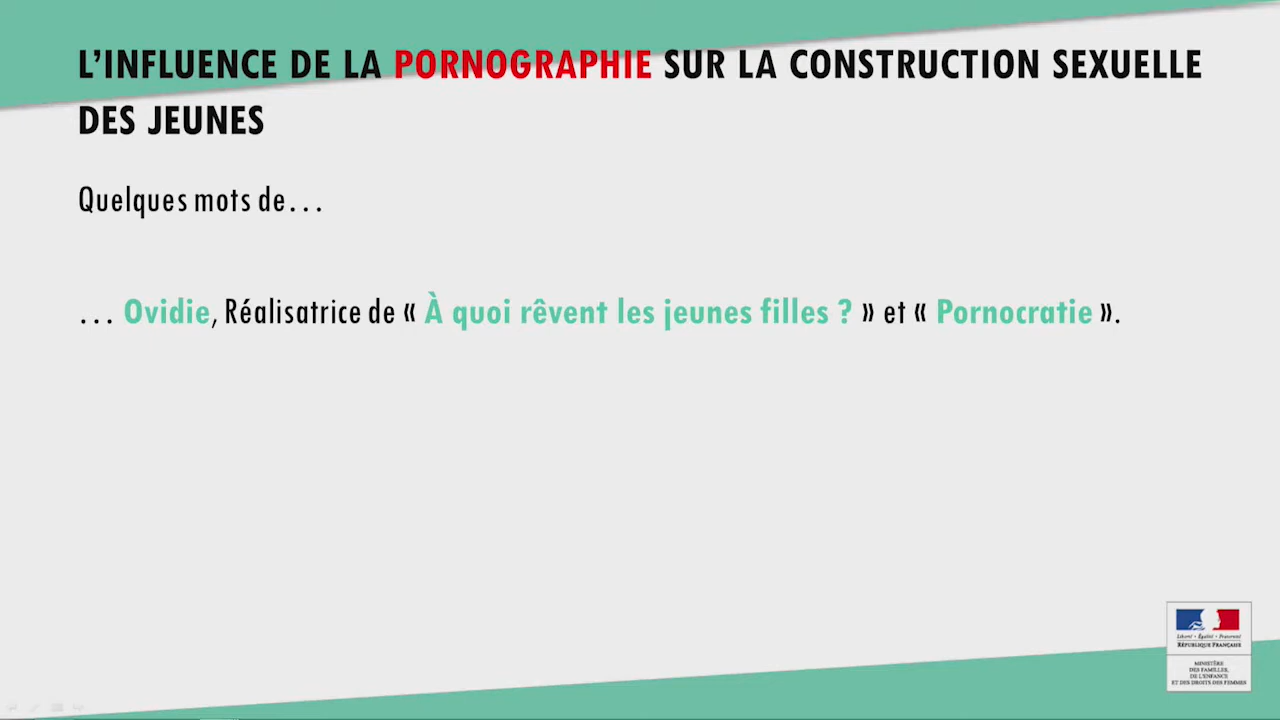 L’INFLUENCE DE LA PORNOGRAPHIE SUR LA CONSTRUCTION SEXUELLE
DES JEUNES
Quelques mots de…
… Ovidie, Réalisatrice de « À quoi rêvent les jeunes filles ? » et « Pornocratie ».
Liberté • Égalité • Fraternité
RÉPUBLIQUE FRANÇAISE
MINISTÈRE
DES FAMILLES,
DE L'ENFANCE
ET DES DROITS DES FEMMES